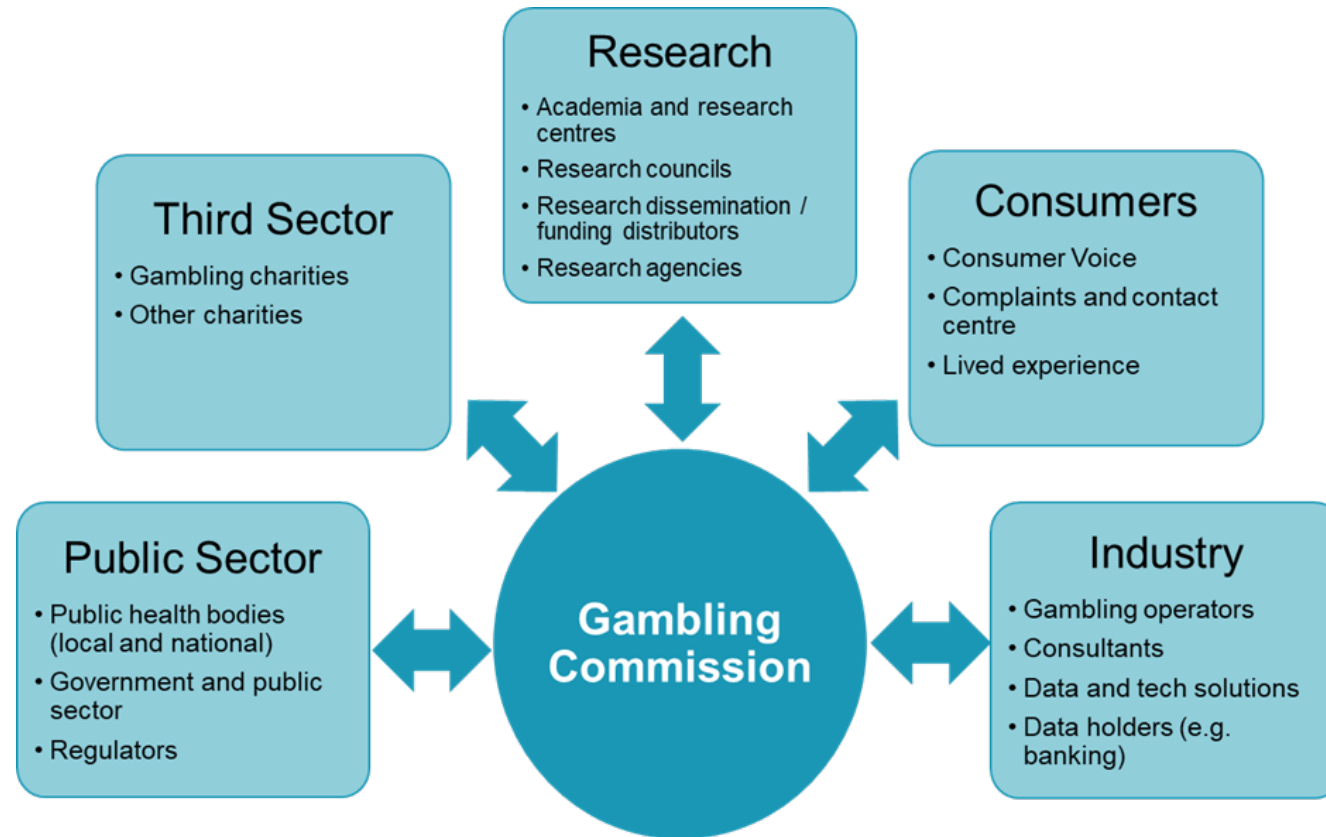 Research
• Academia and research
centres
• Research councils
• Research dissemination /
funding distributors
• Research agencies
Third Sector
• Gambling charities
• Other charities
Consumers
• Consumer Voice
• Complaints and contact
centre
• Lived experience
Public Sector
• Public health bodies
(local and national)
• Government and public
sector
• Regulators
Gambling
Commission
Industry
• Gambling operators
• Consultants
• Data and tech solutions
• Data holders (e.g.
banking)